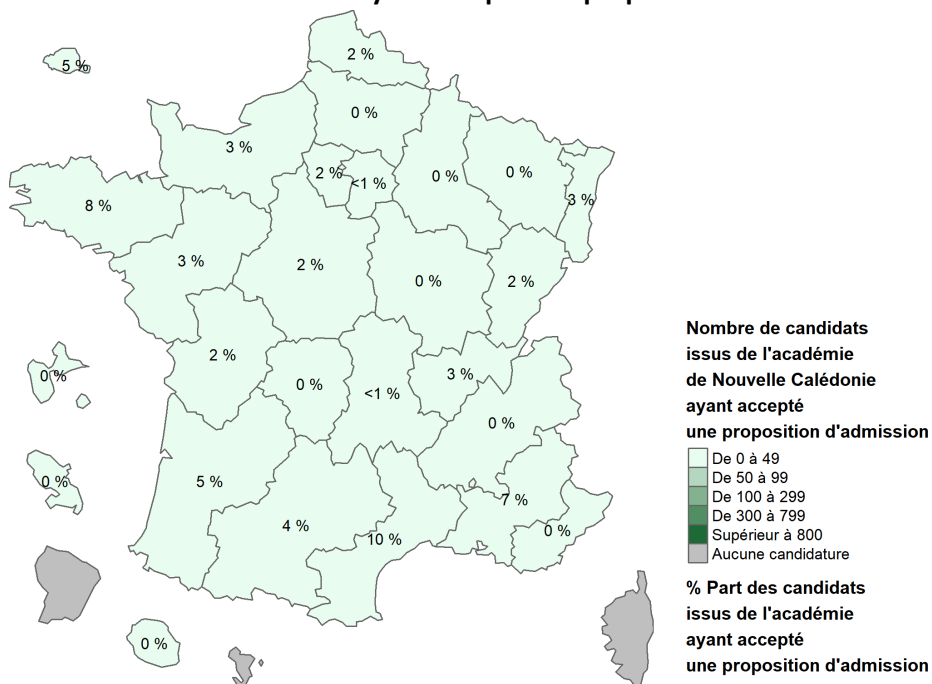 2 %
5 %
0 %
3 %
2 %
<1 %
0 %
0 %
3 %
8 %
3 %
2 %
0 %
2 %
2 %
0 %
0 %
<1 %
3 %
0 %
0 %
5 %
4 %
10 %
7 %
0 %
0 %
Nombre de candidats
issus de l'académie
de Nouvelle Calédonie
ayant accepté
une proposition d'admission
De 0 à 49
De 50 à 99
De 100 à 299
De 300 à 799
Supérieur à 800
Aucune candidature
% Part des candidats
issus de l'académie
ayant accepté
une proposition d'admission